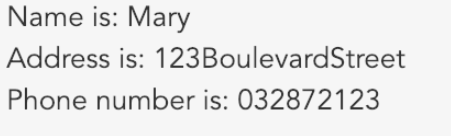 Name is: Mary
Address is: 123BoulevardStreet
Phone number is: 032872123